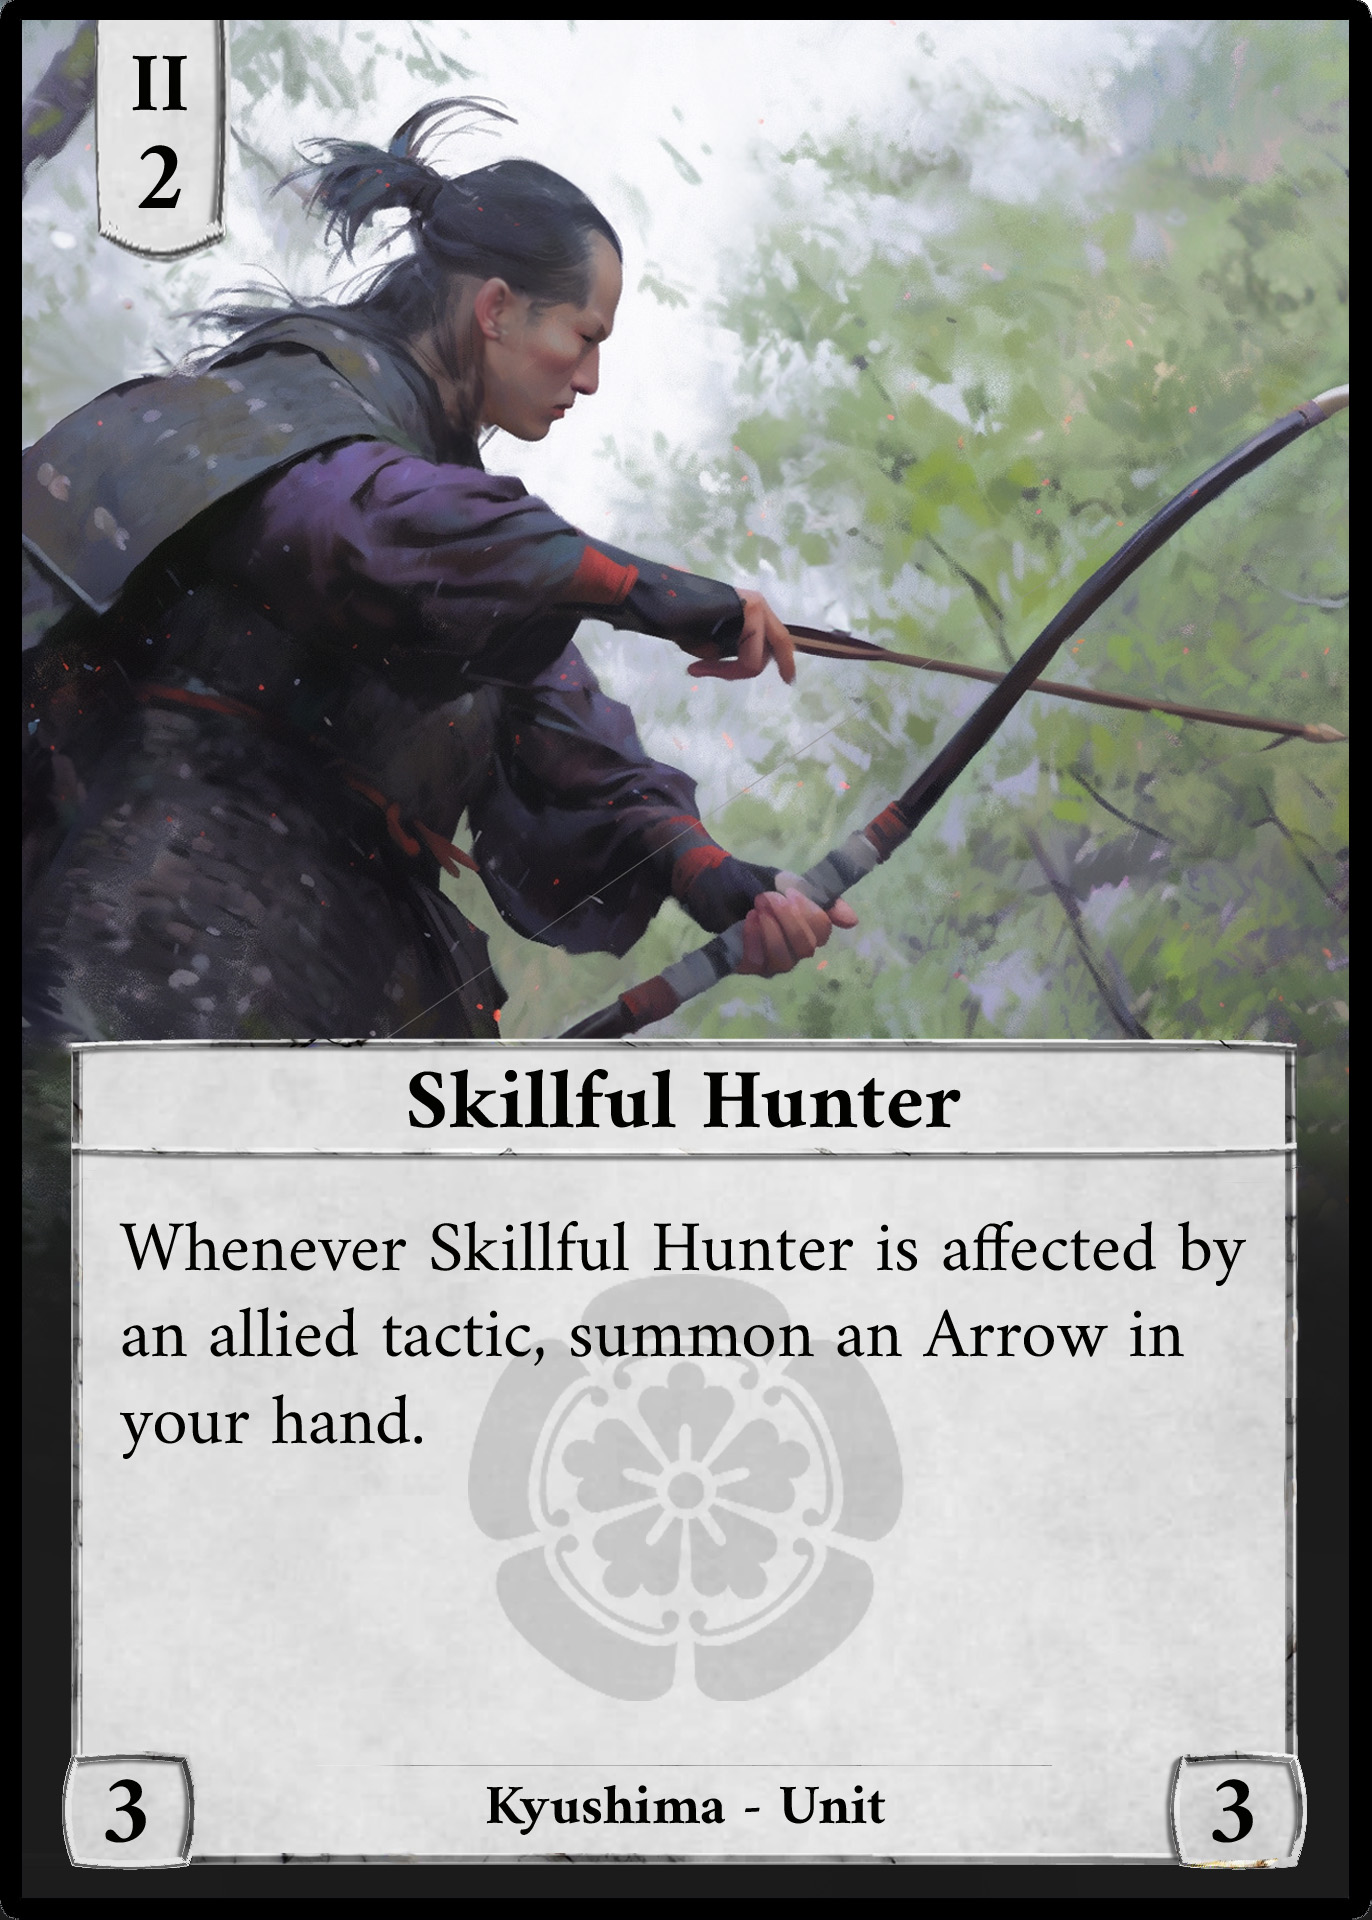 II
2
Skillful Hunter
Whenever Skillful Hunter is affected by
an allied tactic, summon an Arrow in
your hand.
3
Kyushima - Unit
3